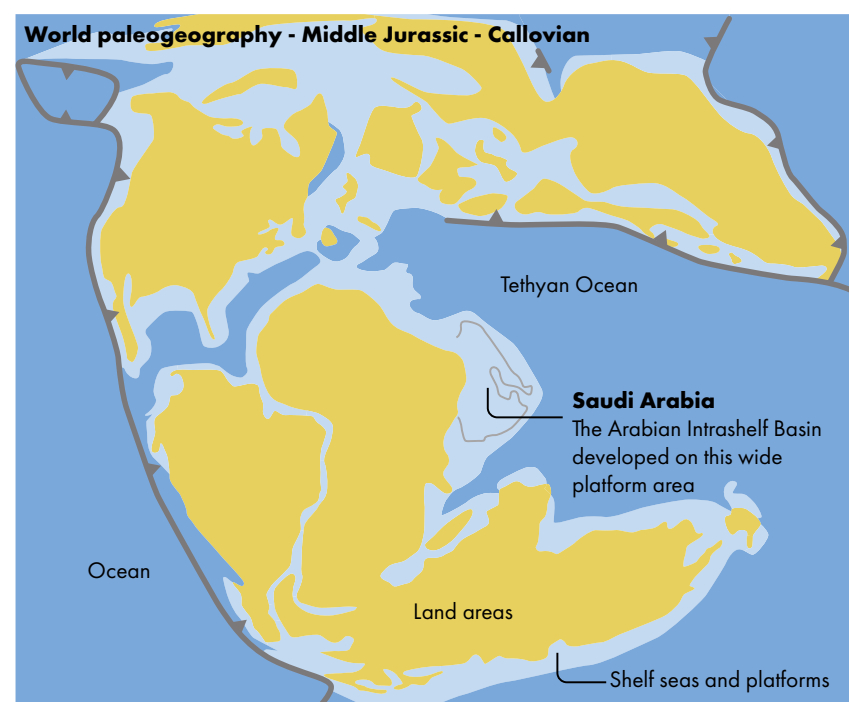 World paleogeography - Middle Jurassic - Callovian
Tethyan Ocean
Saudi Arabia
The Arabian Intrashelf Basin
developed on this wide
platform area
Ocean
Land areas
Shelf seas and platforms